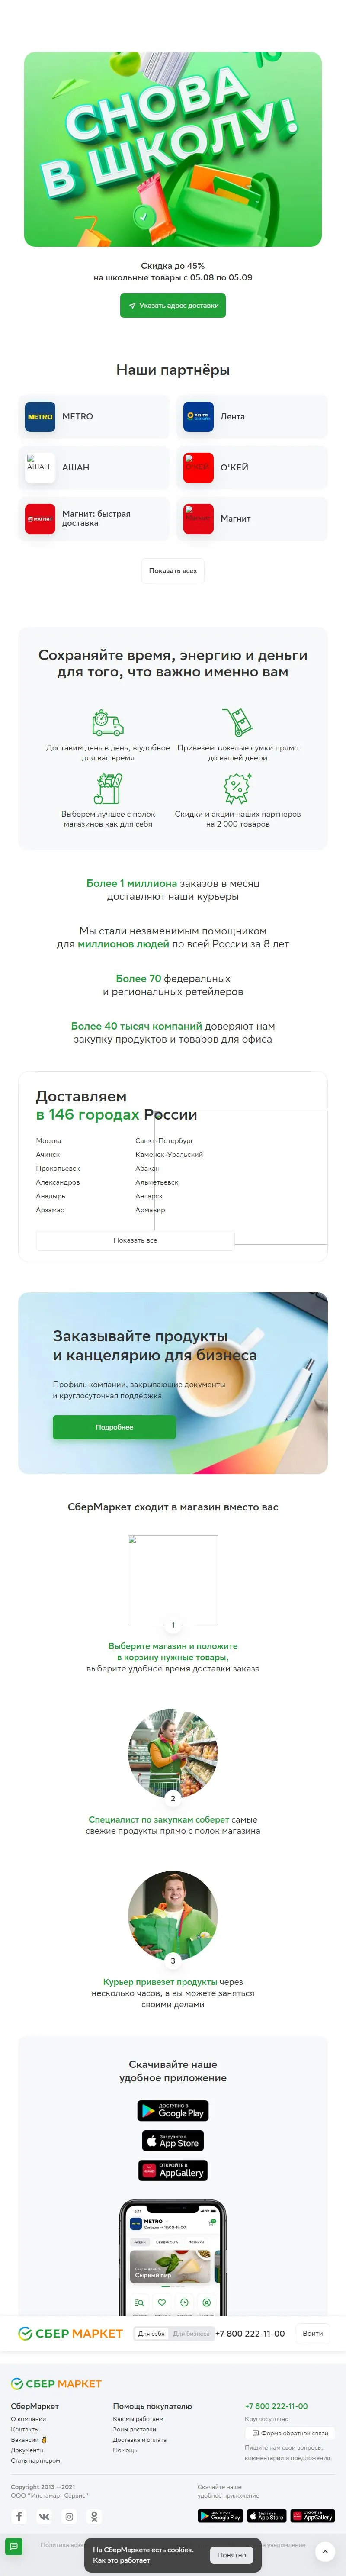 СНОВА
В ШКОЛУ!
Скидка до 45%
на школьные товары с 05.08 по 05.09
Указать адрес доставки
Наши партнёры
METRO
METRO
Лента
АШАН
АШАН
О'КЕЙ
О'КЕЙ
МАГНИТ
Магнит: быстрая
доставка
Магнит
Магнит
Показать всех
Сохраняйте время, энергию и деньги
для того, что важно именно вам
Доставим день в день, в удобное
для вас время
Привезем тяжелые сумки прямо
до вашей двери
Выберем лучшее с полок
магазинов как для себя
Скидки и акции наших партнеров
на 2 000 товаров
Более 1 миллиона заказов в месяц
доставляют наши курьеры
Мы стали незаменимым помощником
для миллионов людей по всей России за 8 лет
Более 70 федеральных
и региональных ретейлеров
Более 40 тысяч компаний доверяют нам
закупку продуктов и товаров для офиса
Доставляем
в 146 городах России
Москва
Ачинск
Прокопьевск
Александров
Анадырь
Арзамас
Санкт-Петербург
Каменск-Уральский
Абакан
Альметьевск
Ангарск
Армавир
Показать все
Заказывайте продукты
и канцелярию для бизнеса
Профиль компании, закрывающие документы
и круглосуточная поддержка
Подробнее
СберМаркет сходит в магазин вместо вас
1
Выберите магазин и положите
в корзину нужные товары,
выберите удобное время доставки заказа
2
Специалист по закупкам соберет самые
свежие продукты прямо с полок магазина
3
Курьер привезет продукты через
несколько часов, а вы можете заняться
своими делами
Скачивайте наше
удобное приложение
ДОСТУПНО В
Google Play
Загрузите в
App Store
ОТКРОЙТЕ В
AppGallery
METRO
Сегодня
Сырный пир
СБЕР МАРКЕТ
Для себя
Для бизнеса
+7 800 222-11-00
Войти
СБЕР МАРКЕТ
СберМаркет
О компании
Контакты
Вакансии
Документы
Стать партнером
Помощь покупателю
Как мы работаем
Зоны доставки
Доставка и оплата
Помощь
+7 800 222-11-00
Круглосуточно
Форма обратной связи
Пишите нам свои вопросы,
комментарии и предложения
Copyright 2013 —2021
ООО "Инстамарт Сервис"
Скачивайте наше
удобное приложение
Google Play
App Store
AppGallery
Политика
уведомление
На СберМаркете есть cookies.
Как это работает
Понятно